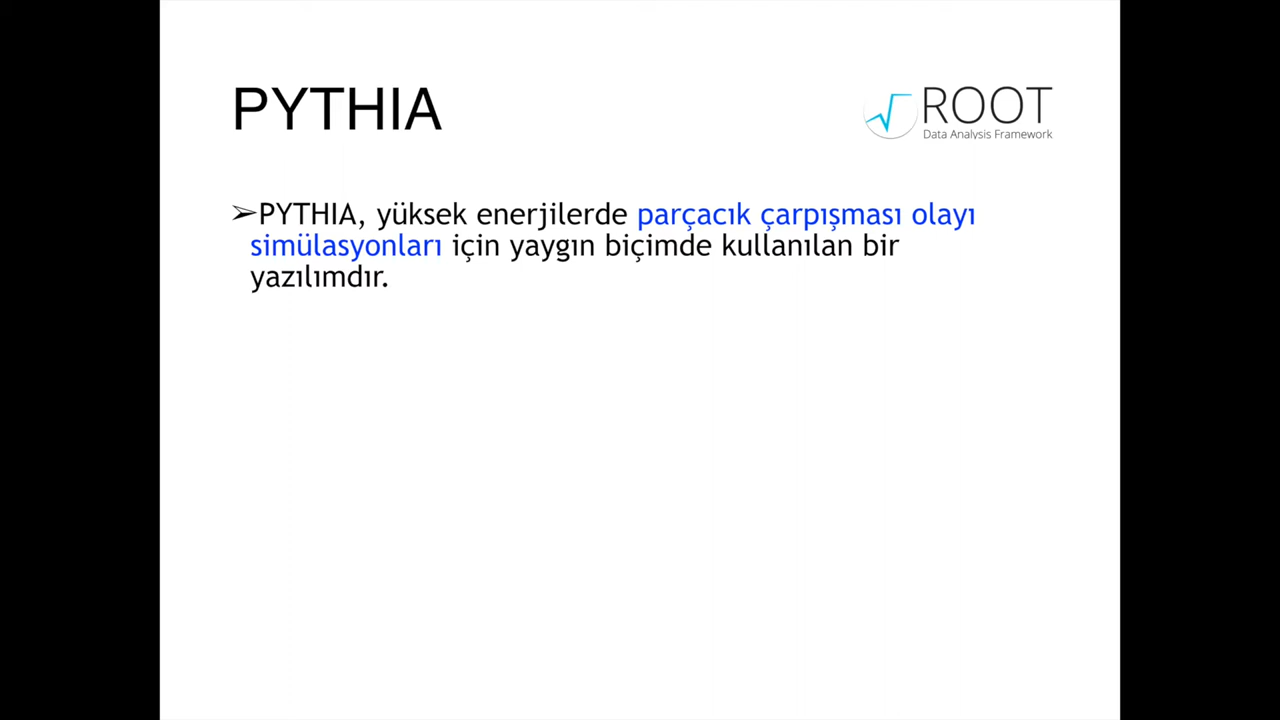 PYTHIA
ROOT
Data Analysis Framework
➢PYTHIA, yüksek enerjilerde parçacık çarpışması olayı
simülasyonları için yaygın biçimde kullanılan bir
yazılımdır.